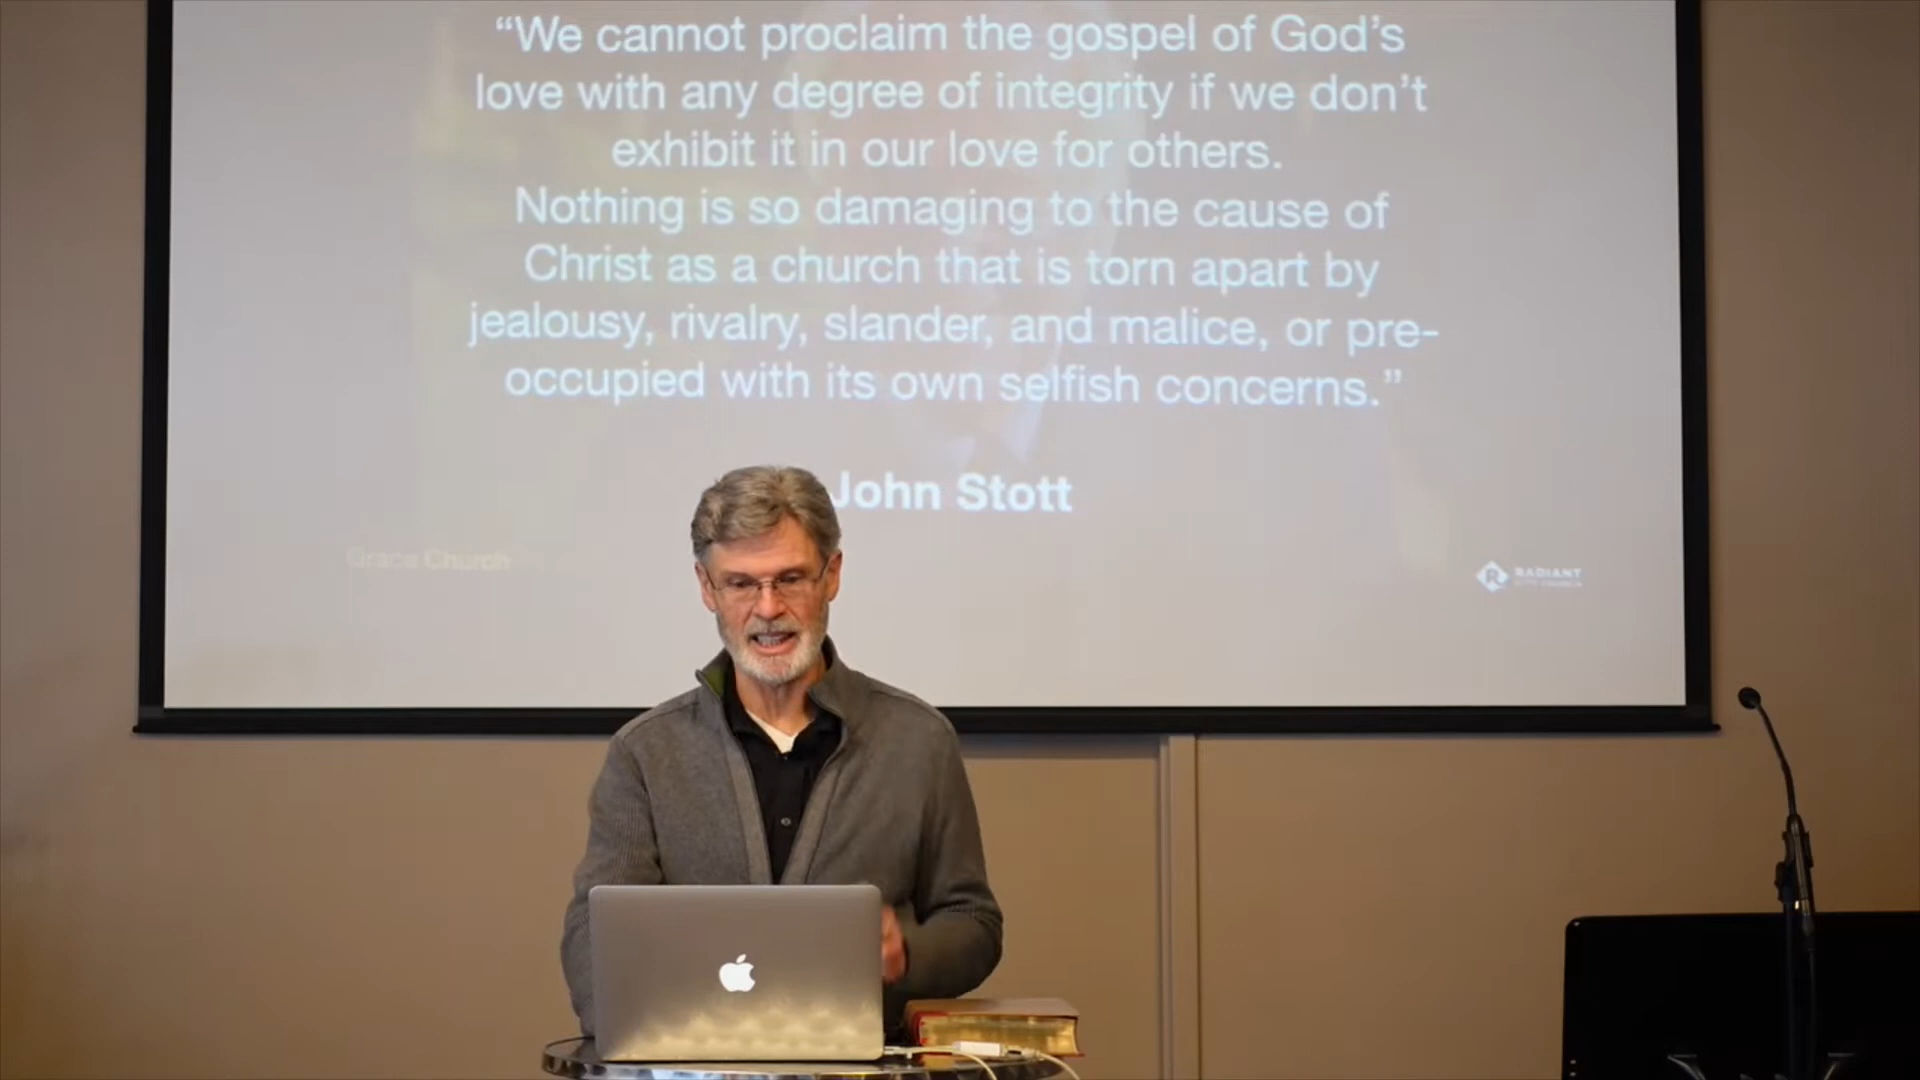 “We cannot proclaim the gospel of God’s
love with any degree of integrity if we don’t
exhibit it in our love for others.
Nothing is so damaging to the cause of
Christ as a church that is torn apart by
jealousy, rivalry, slander, and malice, or pre-
occupied with its own selfish concerns.”
John Stott
Grace Church
RADIANT
CITY CHURCH